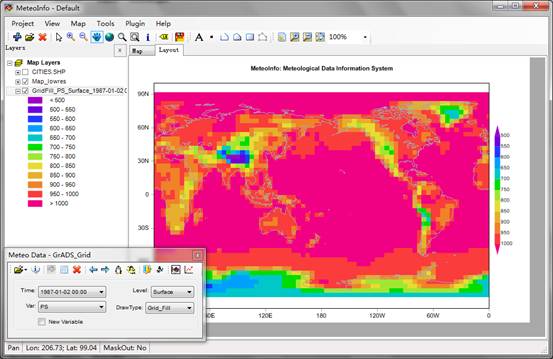 MeteoInfo - Default
Project View Map Tools Plugin Help
100%
Layers
Map Layout
Map Layers
CITIES.SHP
Map_lowres
GridFill_PS_Surface_1987-01-02
< 500
500 - 550
550 - 600
600 - 650
650 - 700
700 - 750
750 - 800
800 - 850
850 - 900
900 - 950
950 - 1000
> 1000
MeteoInfo: Meteological Data Information System
90N
60N
30N
0
30S
120E
180
120W
60W
0
500
550
600
650
700
750
800
850
900
950
1000
Meteo Data - GrADS_Grid
Time: 1987-01-02 00:00 Level: Surface
Var: PS DrawType: Grid_Fill
New Variable
Pan Lon: 206.73; Lat: 99.04 MaskOut: No